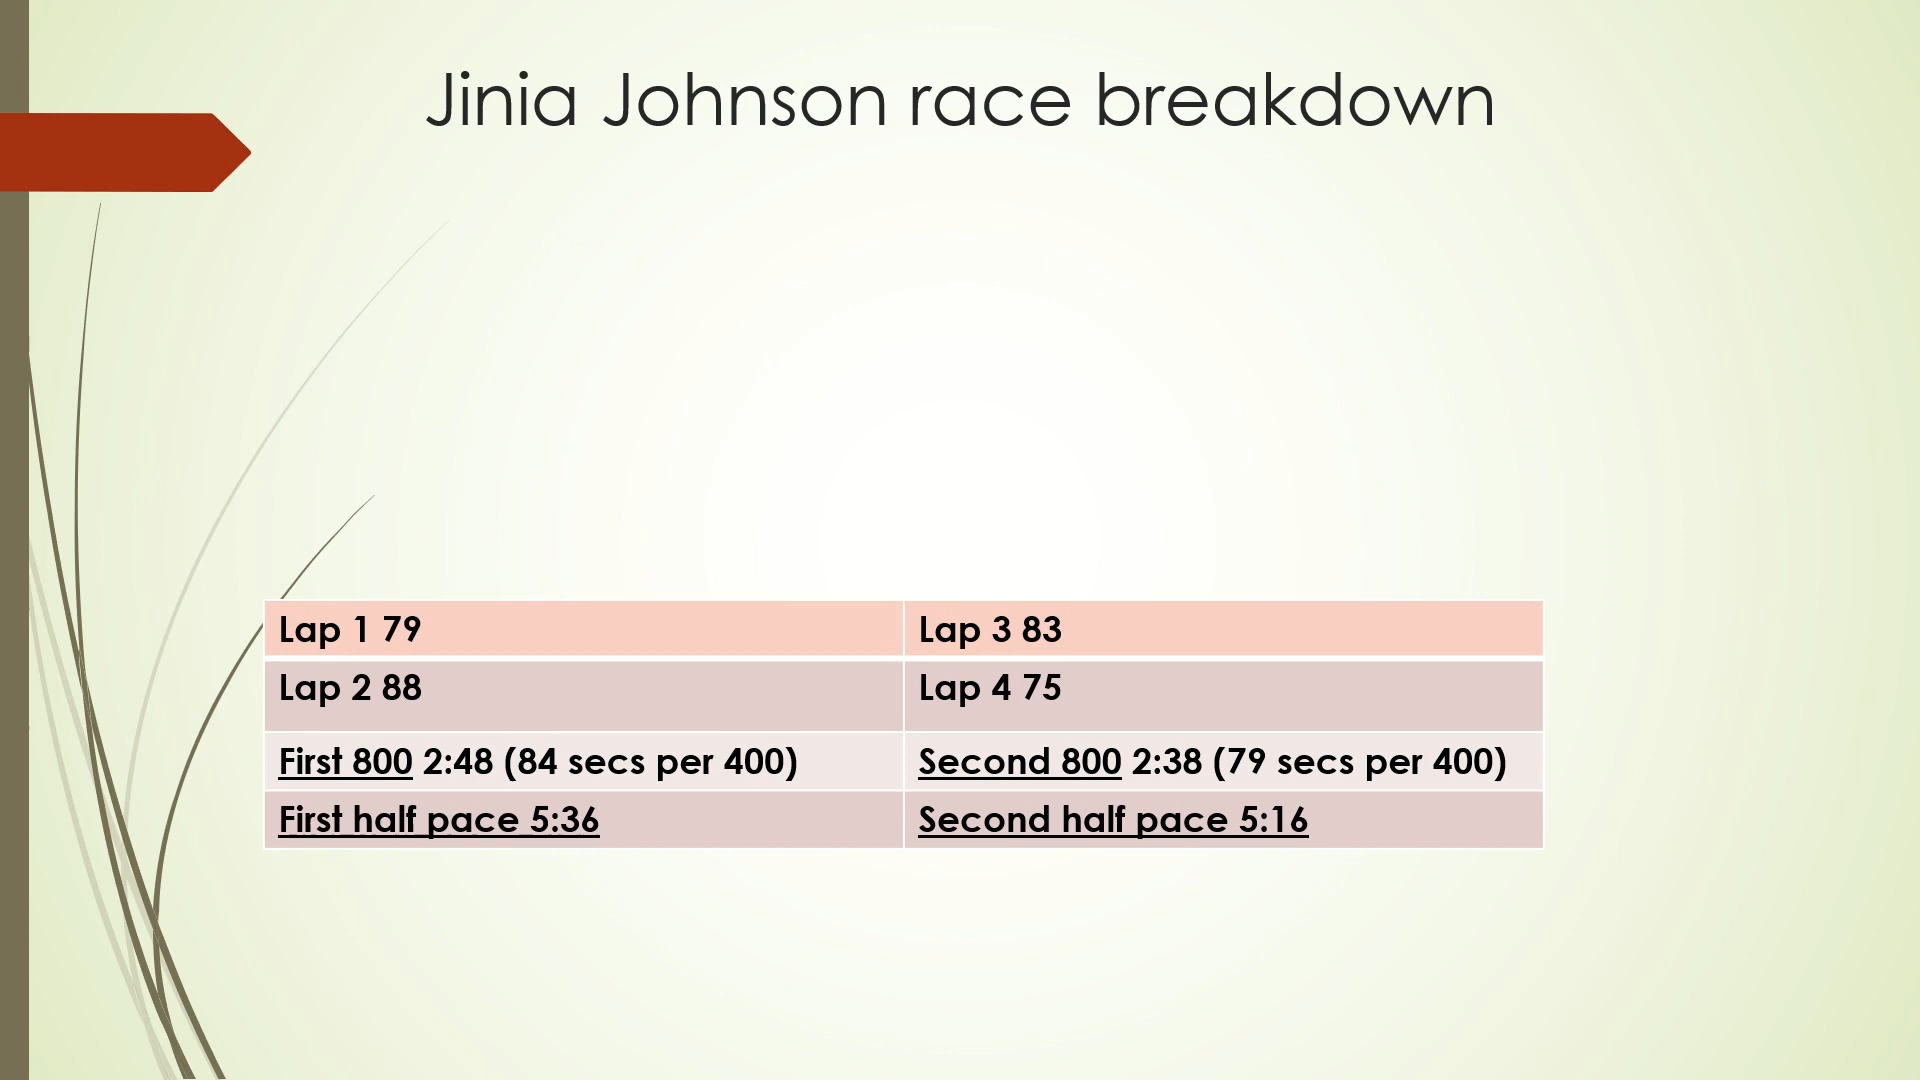 Jinia Johnson race breakdown
Lap 1 79
Lap 3 83
Lap 2 88
Lap 4 75
First 800 2:48 (84 secs per 400)
Second 800 2:38 (79 secs per 400)
First half pace 5:36
Second half pace 5:16